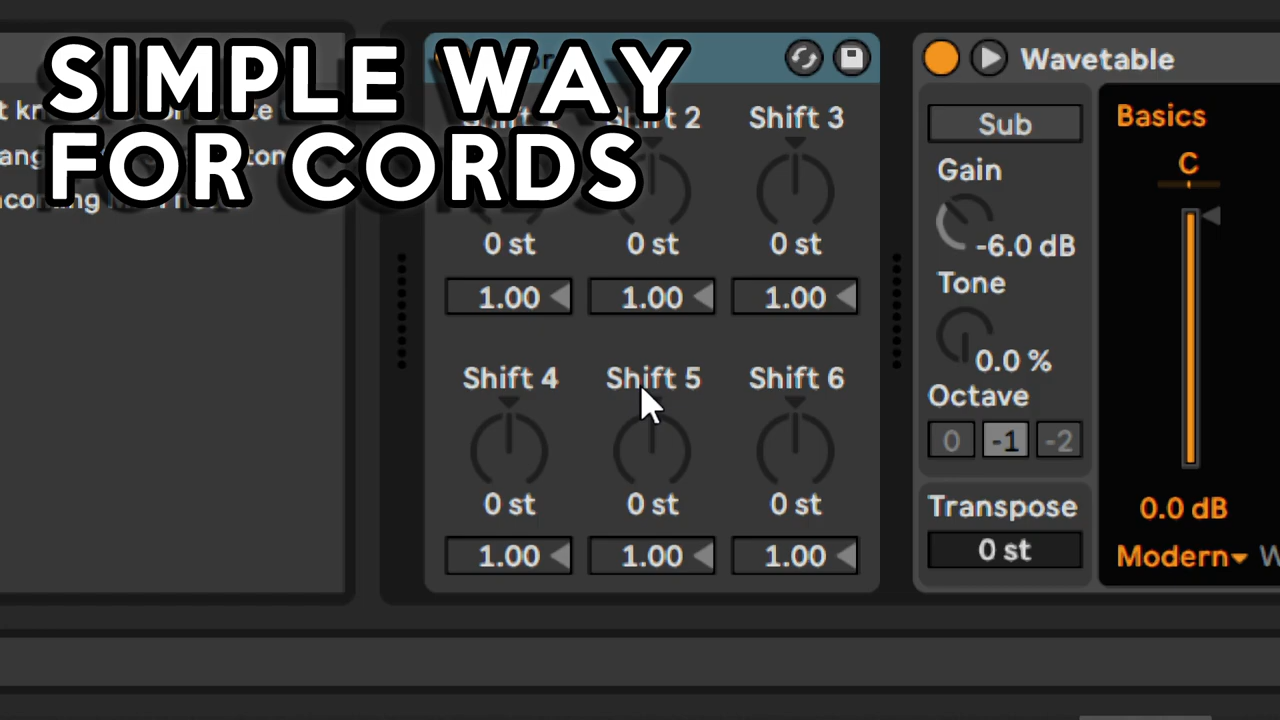 SIMPLE WAY
FOR CORDS
Wavetable
Shift 2
Shift 3
0 st
0 st
0 st
1.00
1.00
1.00
Shift 4
Shift 5
Shift 6
0 st
0 st
0 st
1.00
1.00
1.00
Sub
Gain
-6.0 dB
Tone
0.0 %
Octave
0
-1
-2
Transpose
0 st
Basics
C
0.0 dB
Modern